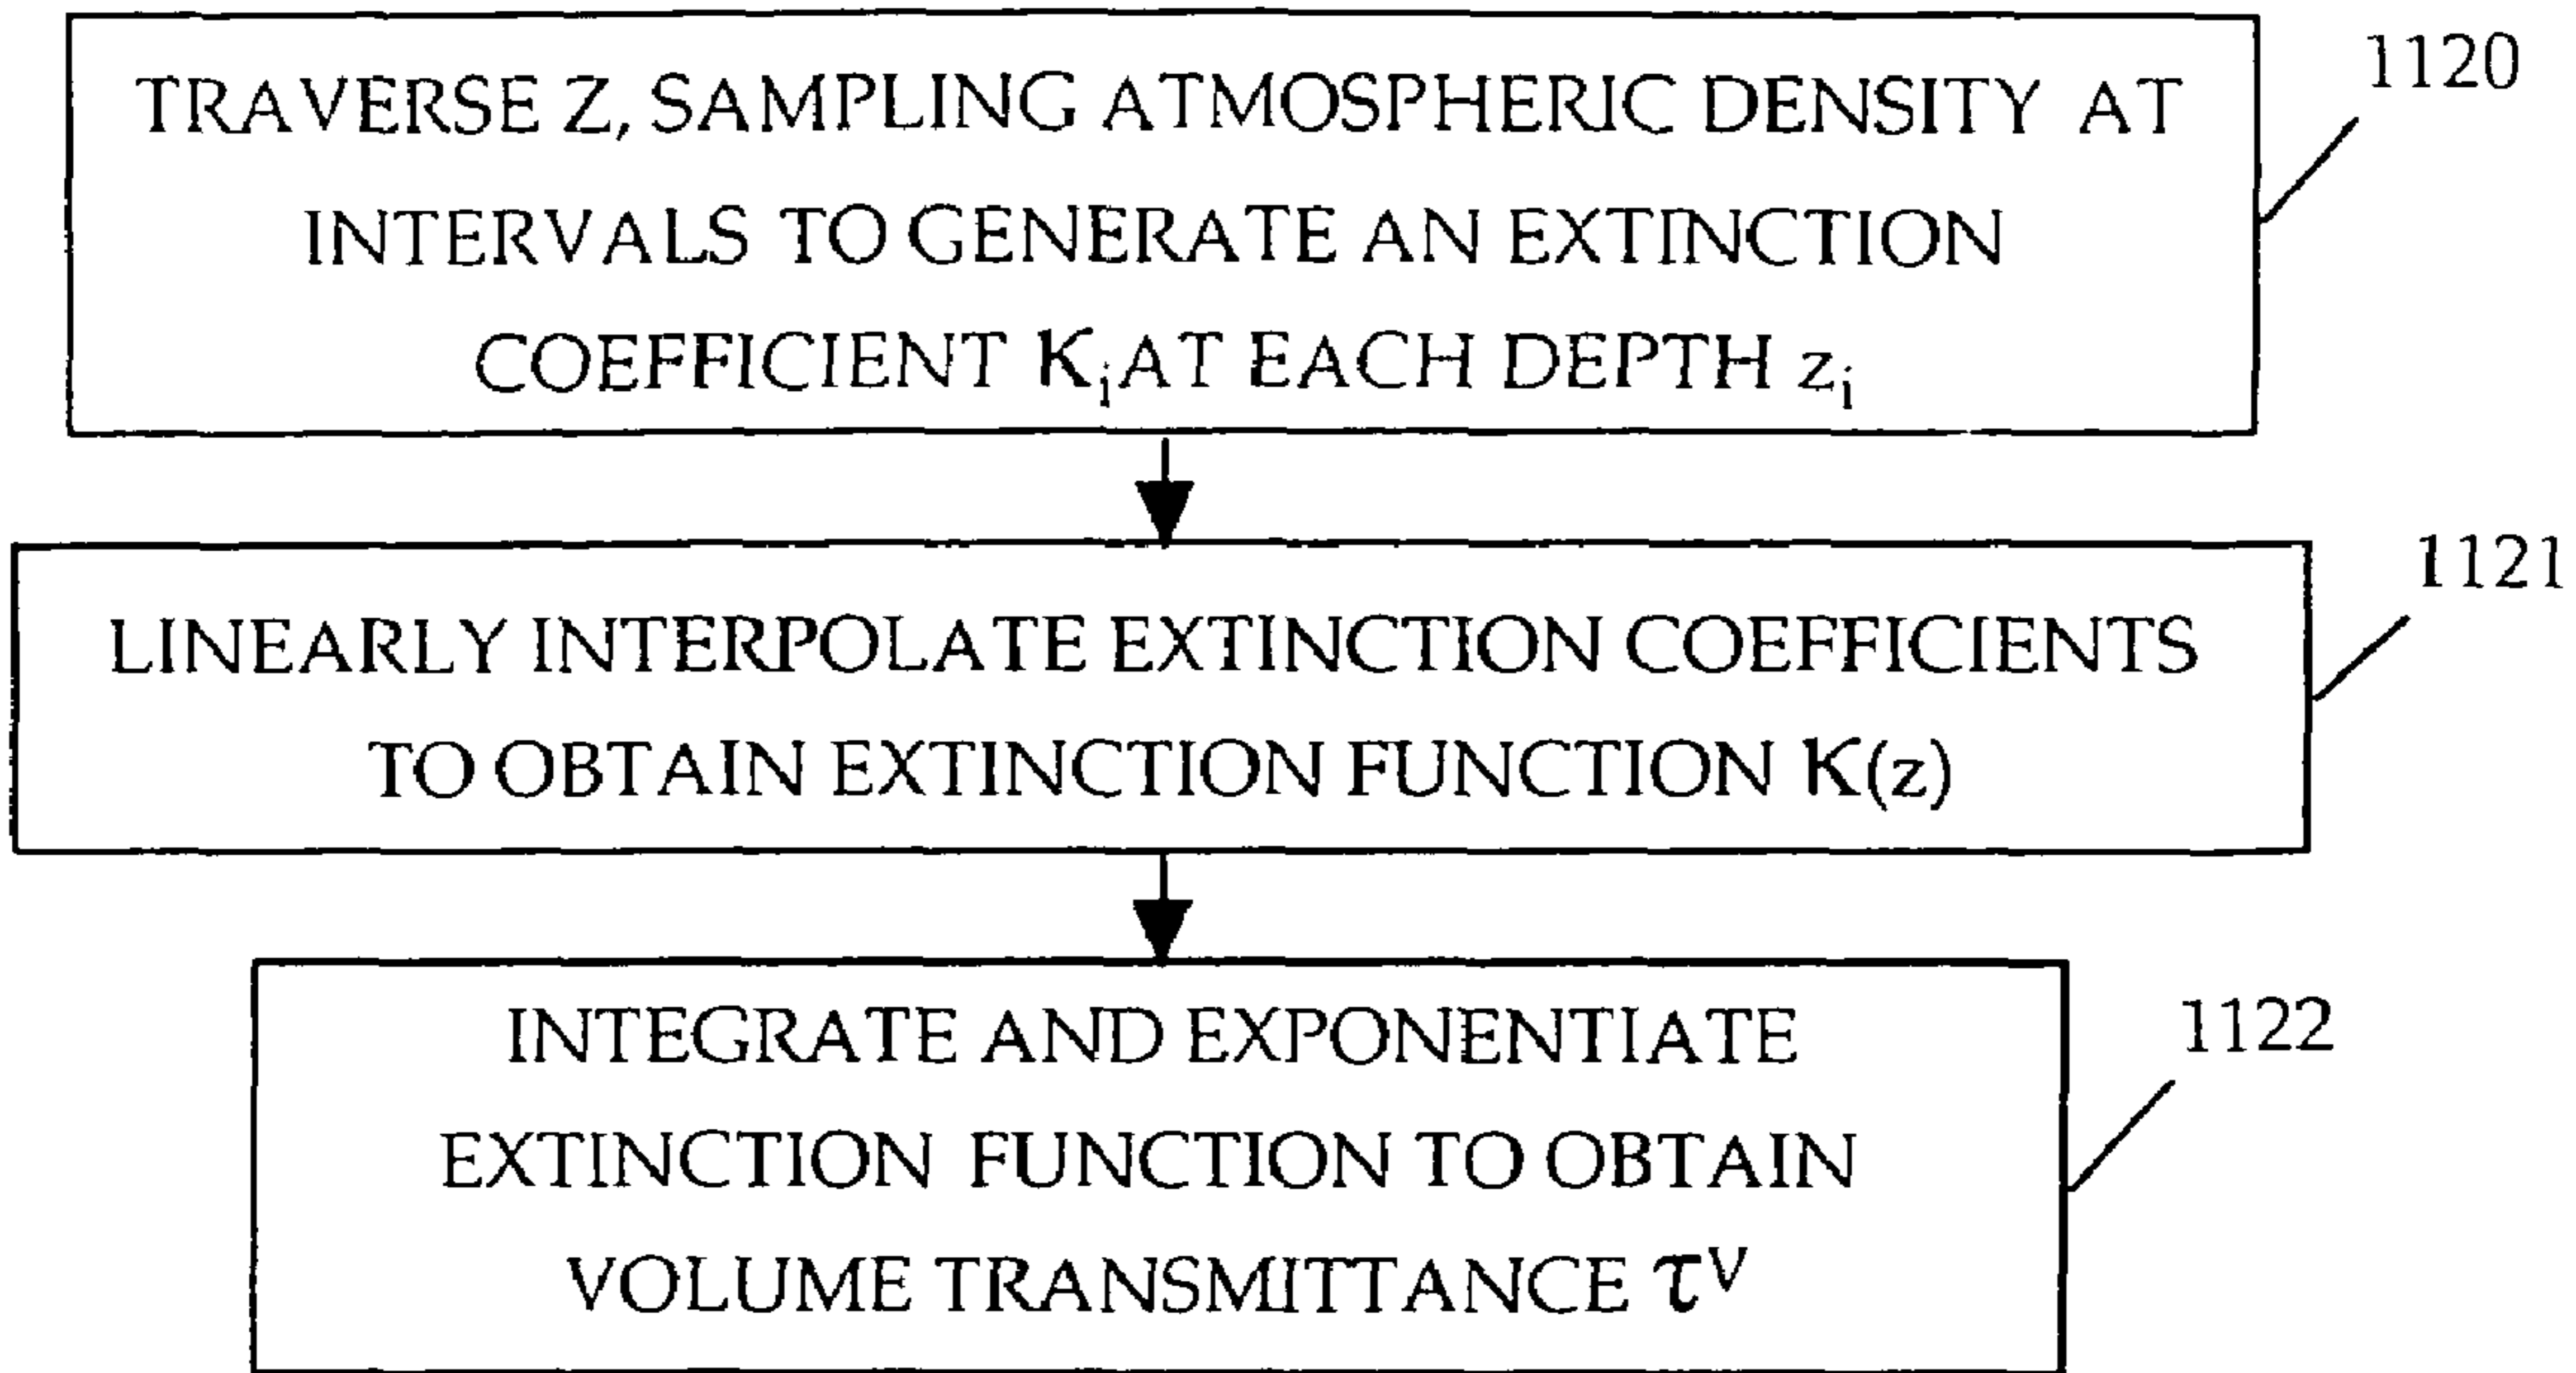 TRAVERSE Z, SAMPLING ATMOSPHERIC DENSITY AT
INTERVALS TO GENERATE AN EXTINCTION
COEFFICIENT κᵢ AT EACH DEPTH zᵢ
1120
LINEARLY INTERPOLATE EXTINCTION COEFFICIENTS
TO OBTAIN EXTINCTION FUNCTION κ(z)
1121
INTEGRATE AND EXPONENTIATE
EXTINCTION FUNCTION TO OBTAIN
VOLUME TRANSMITTANCE τᵛ
1122